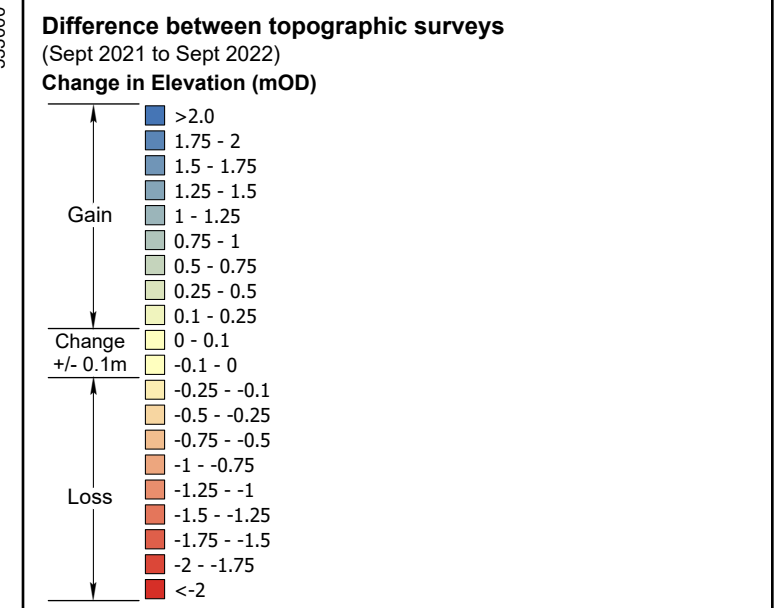 Difference between topographic surveys
(Sept 2021 to Sept 2022)
Change in Elevation (mOD)
>2.0
1.75 - 2
1.5 - 1.75
1.25 - 1.5
Gain
1 - 1.25
0.75 - 1
0.5 - 0.75
0.25 - 0.5
0.1 - 0.25
Change
+/- 0.1m
0 - 0.1
-0.1 - 0
-0.25 - -0.1
-0.5 - -0.25
-0.75 - -0.5
-1 - -0.75
-1.25 - -1
Loss
-1.5 - -1.25
-1.75 - -1.5
-2 - -1.75
<-2